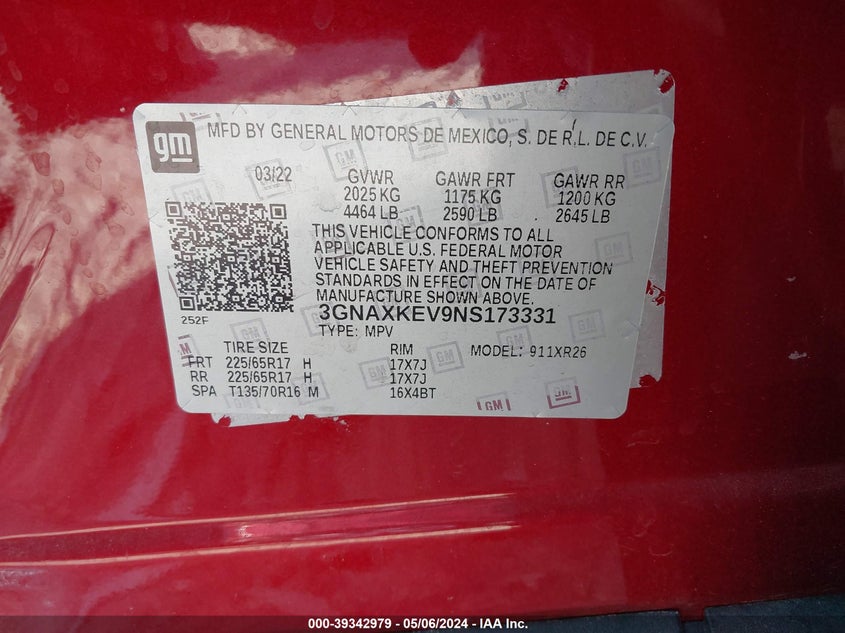 gm MFD BY GENERAL MOTORS DE MEXICO, S. DE R.L. DE C.V.
03/22 GVWR GAWR FRT GAWR RR
2025 KG 1175 KG 1200 KG
4464 LB 2590 LB 2645 LB
THIS VEHICLE CONFORMS TO ALL
APPLICABLE U.S. FEDERAL MOTOR
VEHICLE SAFETY AND THEFT PREVENTION
STANDARDS IN EFFECT ON THE DATE OF
MANUFACTURE SHOWN ABOVE.
252F
3GNAXKEV9NS173331
TYPE: MPV
TIRE SIZE RIM MODEL: 911XR26
FRT 225/65R17 H 17X7J
RR 225/65R17 H 17X7J
SPA T135/70R16 M 16X4BT
GM
000-39342979 - 05/06/2024 - IAA Inc.